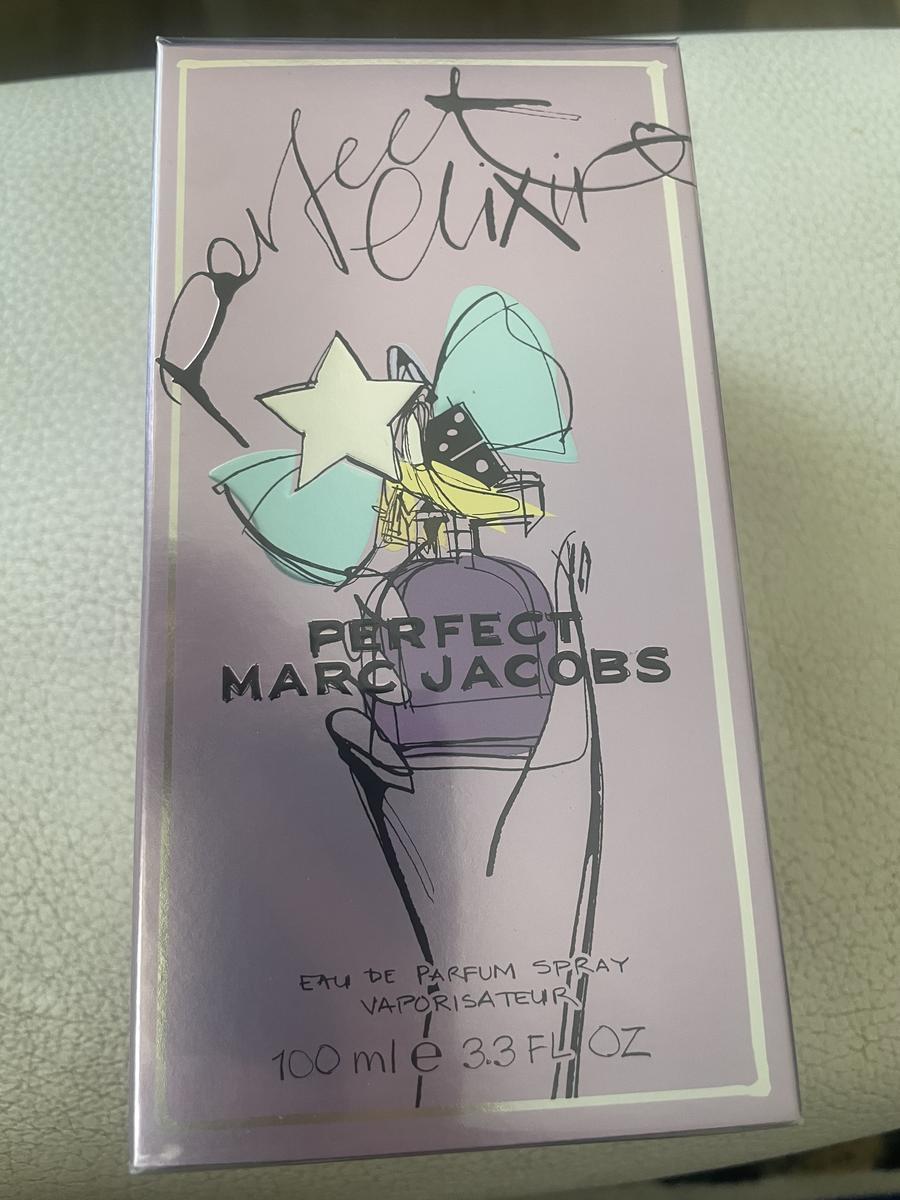 perfect
elixir
PERFECT
MARC JACOBS
EAU DE PARFUM SPRAY
VAPORISATEUR
100 ml e 3.3 FL OZ